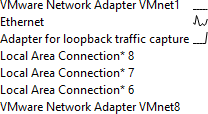 VMware Network Adapter VMnet1
Ethernet
Adapter for loopback traffic capture
Local Area Connection* 8
Local Area Connection* 7
Local Area Connection* 6
VMware Network Adapter VMnet8